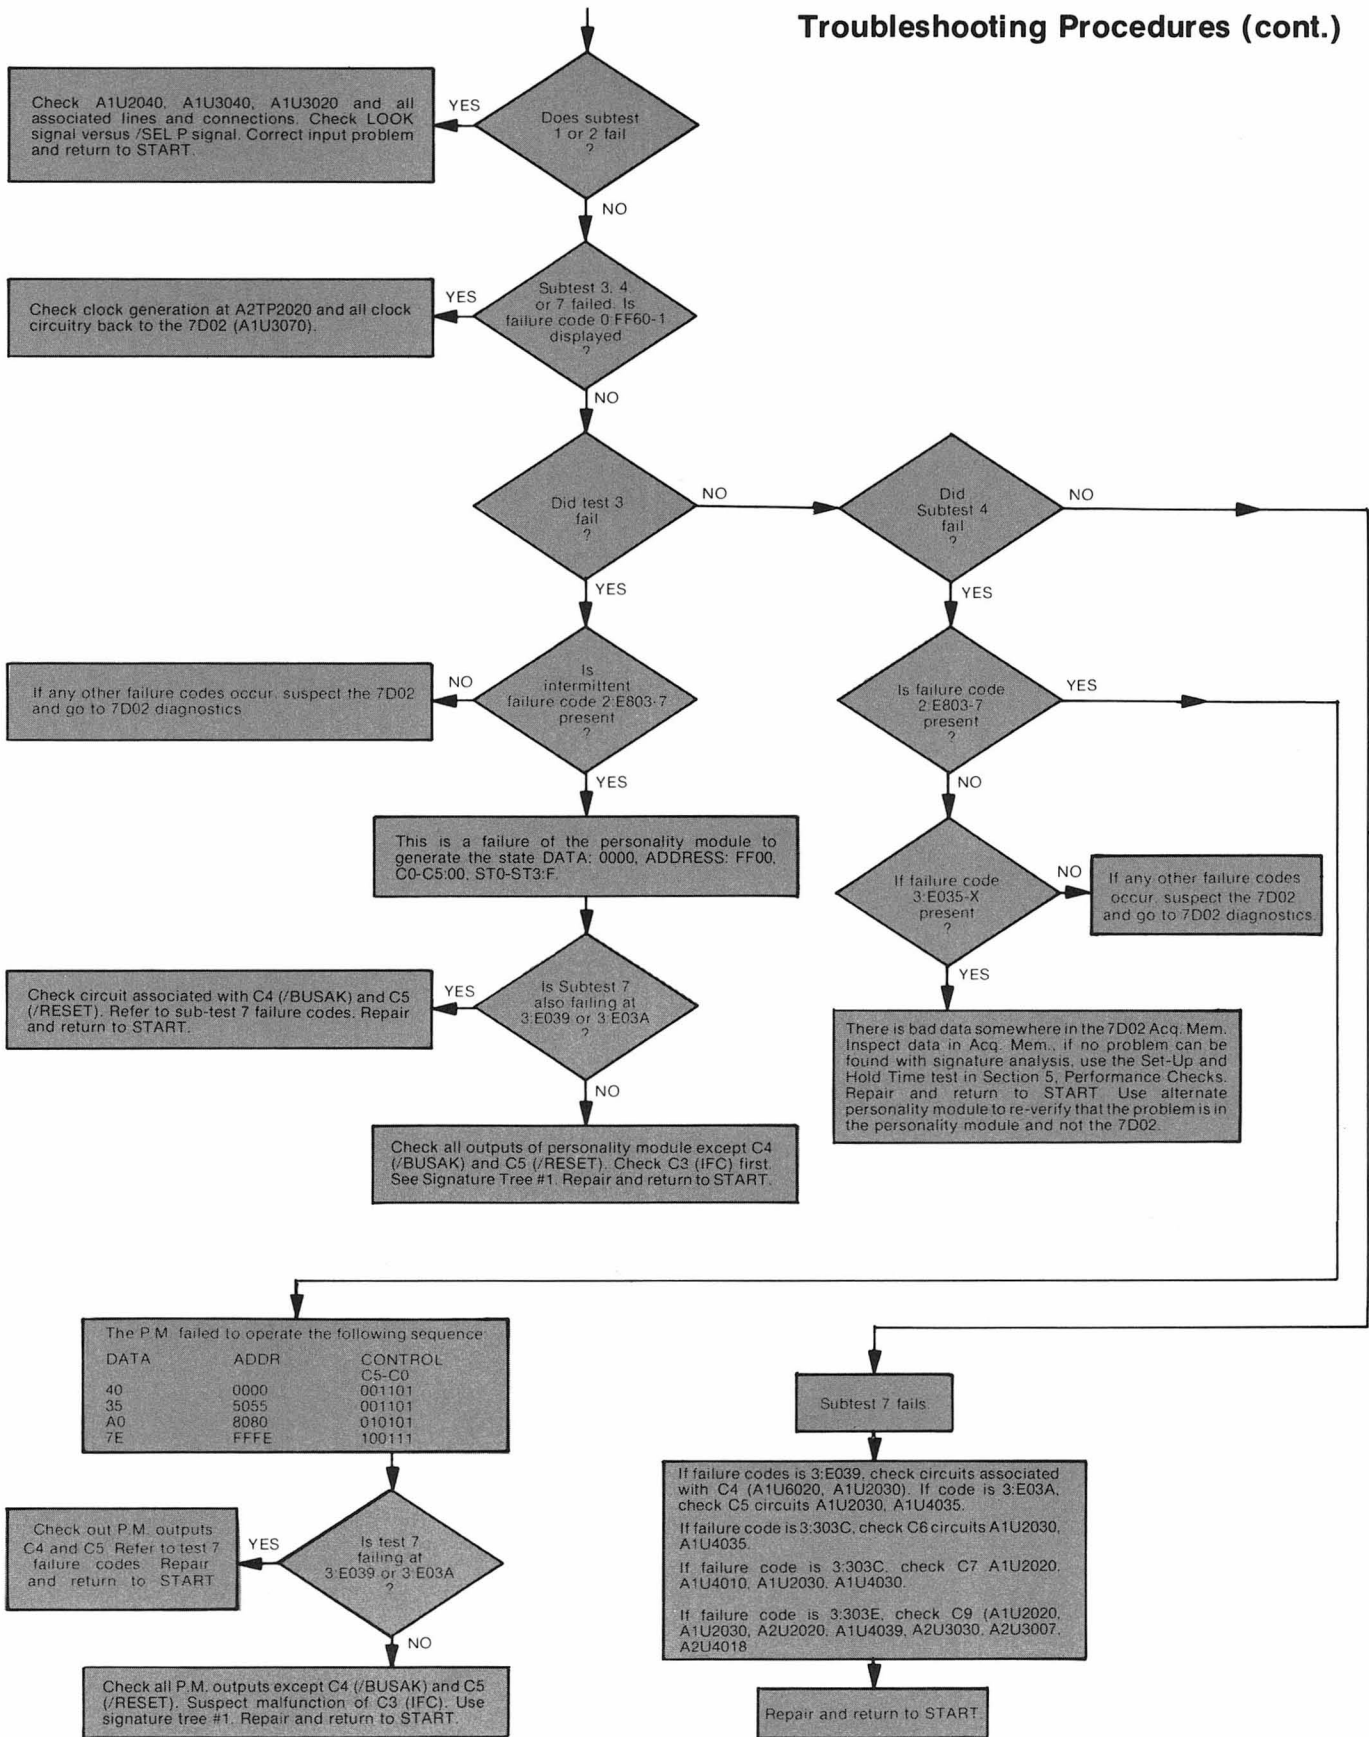 Troubleshooting Procedures (cont.)
Check A1U2040, A1U3040, A1U3020 and all
associated lines and connections. Check LOOK
signal versus /SEL P signal. Correct input problem
and return to START.
YES
Does subtest
1 or 2 fail
?
NO
Check clock generation at A2TP2020 and all clock
circuitry back to the 7D02 (A1U3070).
YES
Subtest 3, 4
or 7 failed. Is
failure code 0:FF60-1
displayed
?
NO
Did test 3
fail
?
NO
Did
Subtest 4
fail
?
NO
YES
YES
If any other failure codes occur, suspect the 7D02
and go to 7D02 diagnostics
NO
Is
intermittent
failure code 2:E803-7
present
?
Is failure code
2:E803-7
present
?
YES
YES
NO
This is a failure of the personality module to
generate the state DATA: 0000, ADDRESS: FF00,
C0-C5:00, ST0-ST3:F.
If failure code
3:E035-X
present
?
NO
If any other failure codes
occur, suspect the 7D02
and go to 7D02 diagnostics.
YES
Check circuit associated with C4 (/BUSAK) and C5
(/RESET). Refer to sub-test 7 failure codes. Repair
and return to START.
YES
Is Subtest 7
also failing at
3:E039 or 3:E03A
?
NO
There is bad data somewhere in the 7D02 Acq. Mem.
Inspect data in Acq. Mem., if no problem can be
found with signature analysis, use the Set-Up and
Hold Time test in Section 5, Performance Checks.
Repair and return to START. Use alternate
personality module to re-verify that the problem is in
the personality module and not the 7D02.
Check all outputs of personality module except C4
(/BUSAK) and C5 (/RESET). Check C3 (IFC) first.
See Signature Tree #1. Repair and return to START.
The P.M. failed to operate the following sequence
DATA ADDR CONTROL
C5-C0
40 0000 001101
35 5055 001101
A0 8080 010101
7E FFFE 100111
Check out P.M. outputs
C4 and C5. Refer to test 7
failure codes. Repair
and return to START
YES
Is test 7
failing at
3:E039 or 3:E03A
?
NO
Check all P.M. outputs except C4 (/BUSAK) and C5
(/RESET). Suspect malfunction of C3 (IFC). Use
signature tree #1. Repair and return to START.
Subtest 7 fails.
If failure codes is 3:E039, check circuits associated
with C4 (A1U6020, A1U2030). If code is 3:E03A,
check C5 circuits A1U2030, A1U4035.
If failure code is 3:303C, check C6 circuits A1U2030,
A1U4035.
If failure code is 3:303C, check C7 A1U2020,
A1U4010, A1U2030, A1U4030.
If failure code is 3:303E, check C9 (A1U2020,
A1U2030, A2U2020, A1U4039, A2U3030, A2U3007,
A2U4018
Repair and return to START